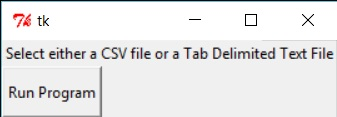 tk
Select either a CSV file or a Tab Delimited Text File
Run Program